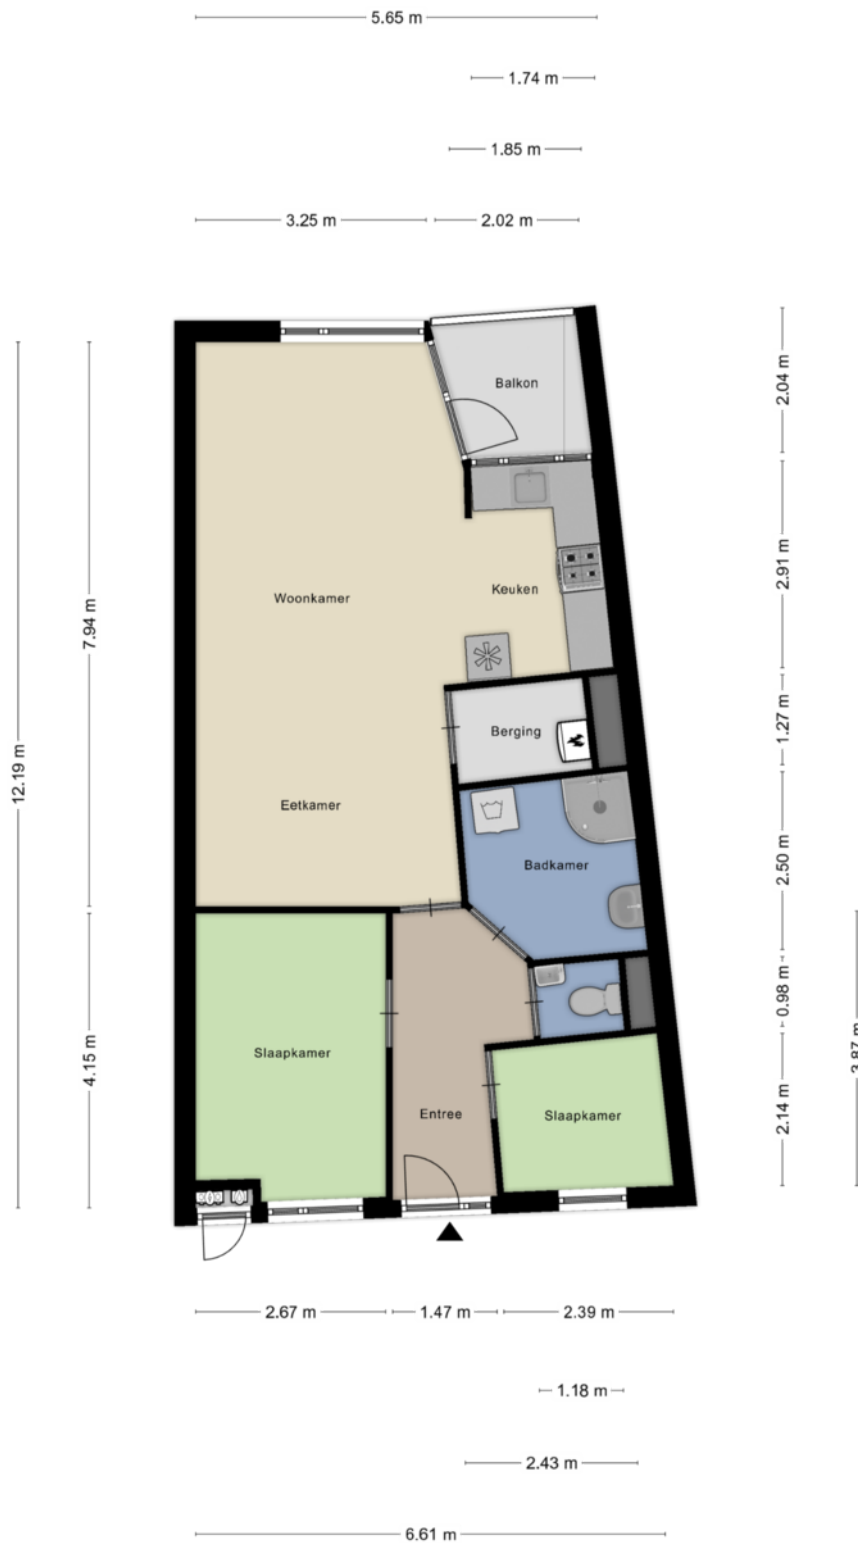 5.65 m
1.74 m
1.85 m
3.25 m
2.02 m
Balkon
2.04 m
2.91 m
Keuken
Woonkamer
7.94 m
1.27 m
Berging
12.19 m
Eetkamer
Badkamer
2.50 m
0.98 m
Slaapkamer
4.15 m
3.87 m
Entree
Slaapkamer
2.14 m
2.67 m
1.47 m
2.39 m
1.18 m
2.43 m
6.61 m